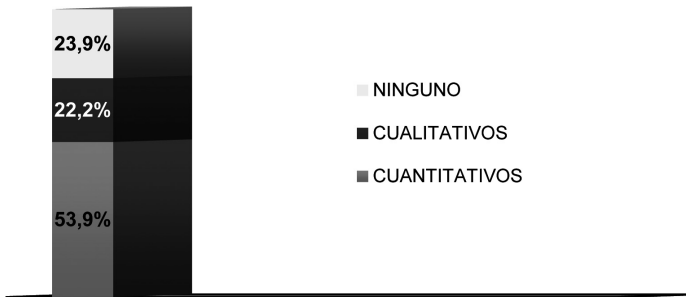 23,9%
22,2%
53,9%
NINGUNO
CUALITATIVOS
CUANTITATIVOS